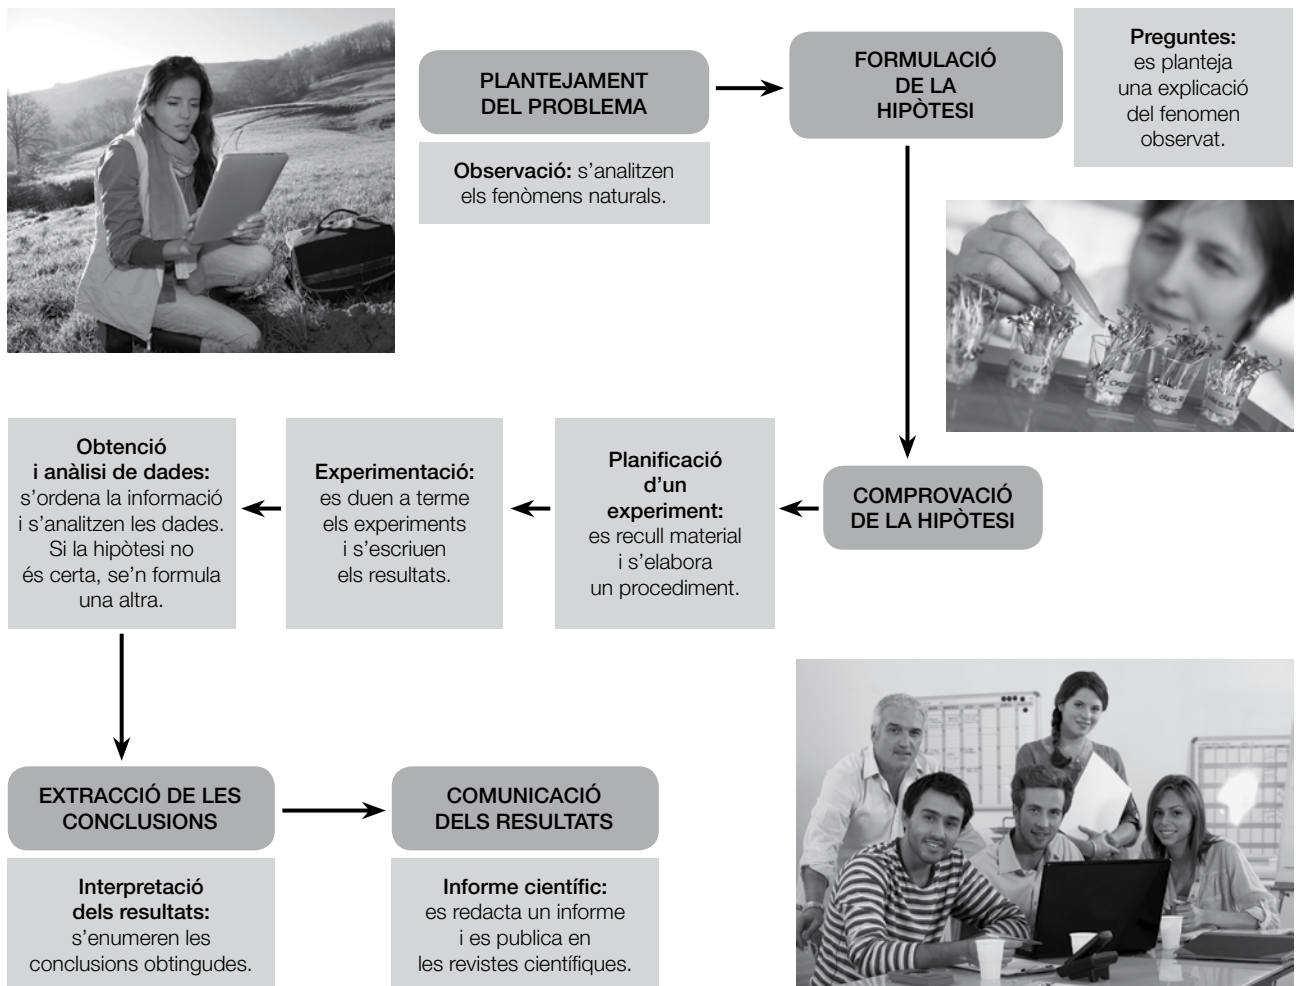 PLANTEJAMENT
DEL PROBLEMA
Observació: s’analitzen
els fenòmens naturals.
FORMULACIÓ
DE LA
HIPÒTESI
Preguntes:
es planteja
una explicació
del fenomen
observat.
COMPROVACIÓ
DE LA HIPÒTESI
Planificació
d’un
experiment:
es recull material
i s’elabora
un procediment.
Experimentació:
es duen a terme
els experiments
i s’escriuen
els resultats.
Obtenció
i anàlisi de dades:
s’ordena la informació
i s’analitzen les dades.
Si la hipòtesi no
és certa, se’n formula
una altra.
EXTRACCIÓ DE LES
CONCLUSIONS
Interpretació
dels resultats:
s’enumeren les
conclusions obtingudes.
COMUNICACIÓ
DELS RESULTATS
Informe científic:
es redacta un informe
i es publica en
les revistes científiques.